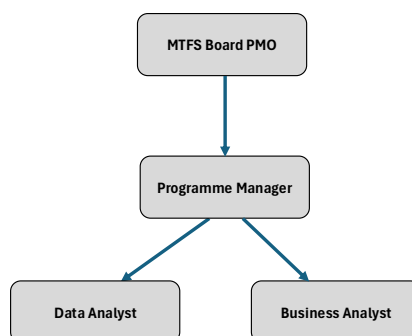 MTFS Board PMO
Programme Manager
Data Analyst
Business Analyst